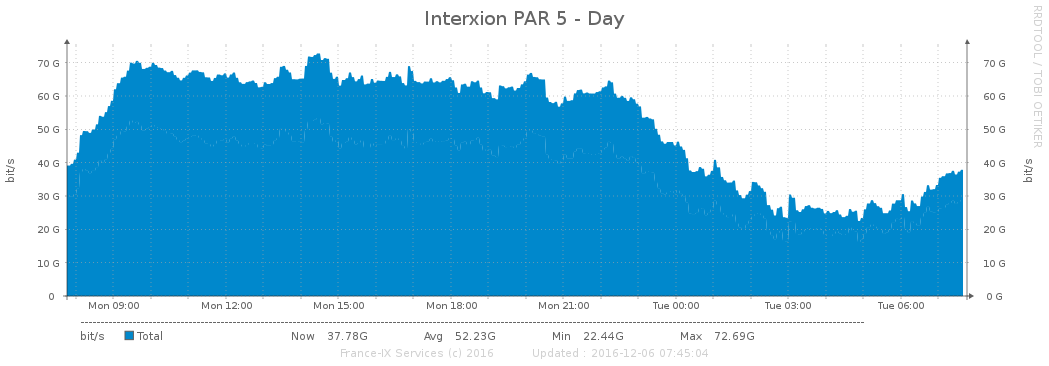 Interxion PAR 5 - Day
RRDTOOL / TOBI OETIKER
bit/s
bit/s
70 G 70 G
60 G 60 G
50 G 50 G
40 G 40 G
30 G 30 G
20 G 20 G
10 G 10 G
0 0 G
Mon 09:00 Mon 12:00 Mon 15:00 Mon 18:00 Mon 21:00 Tue 00:00 Tue 03:00 Tue 06:00
bit/s Total Now 37.78G Avg 52.23G Min 22.44G Max 72.69G
France-IX Services (c) 2016 Updated : 2016-12-06 07:45:04